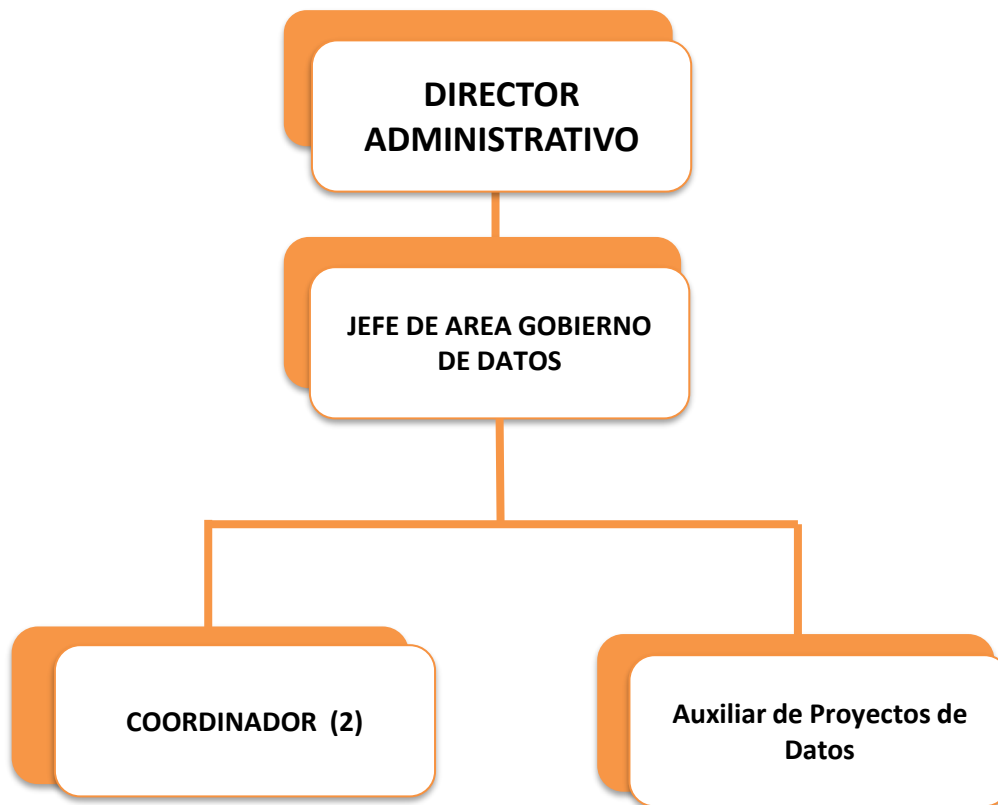 DIRECTOR
ADMINISTRATIVO
JEFE DE AREA GOBIERNO
DE DATOS
COORDINADOR (2)
Auxiliar de Proyectos de
Datos